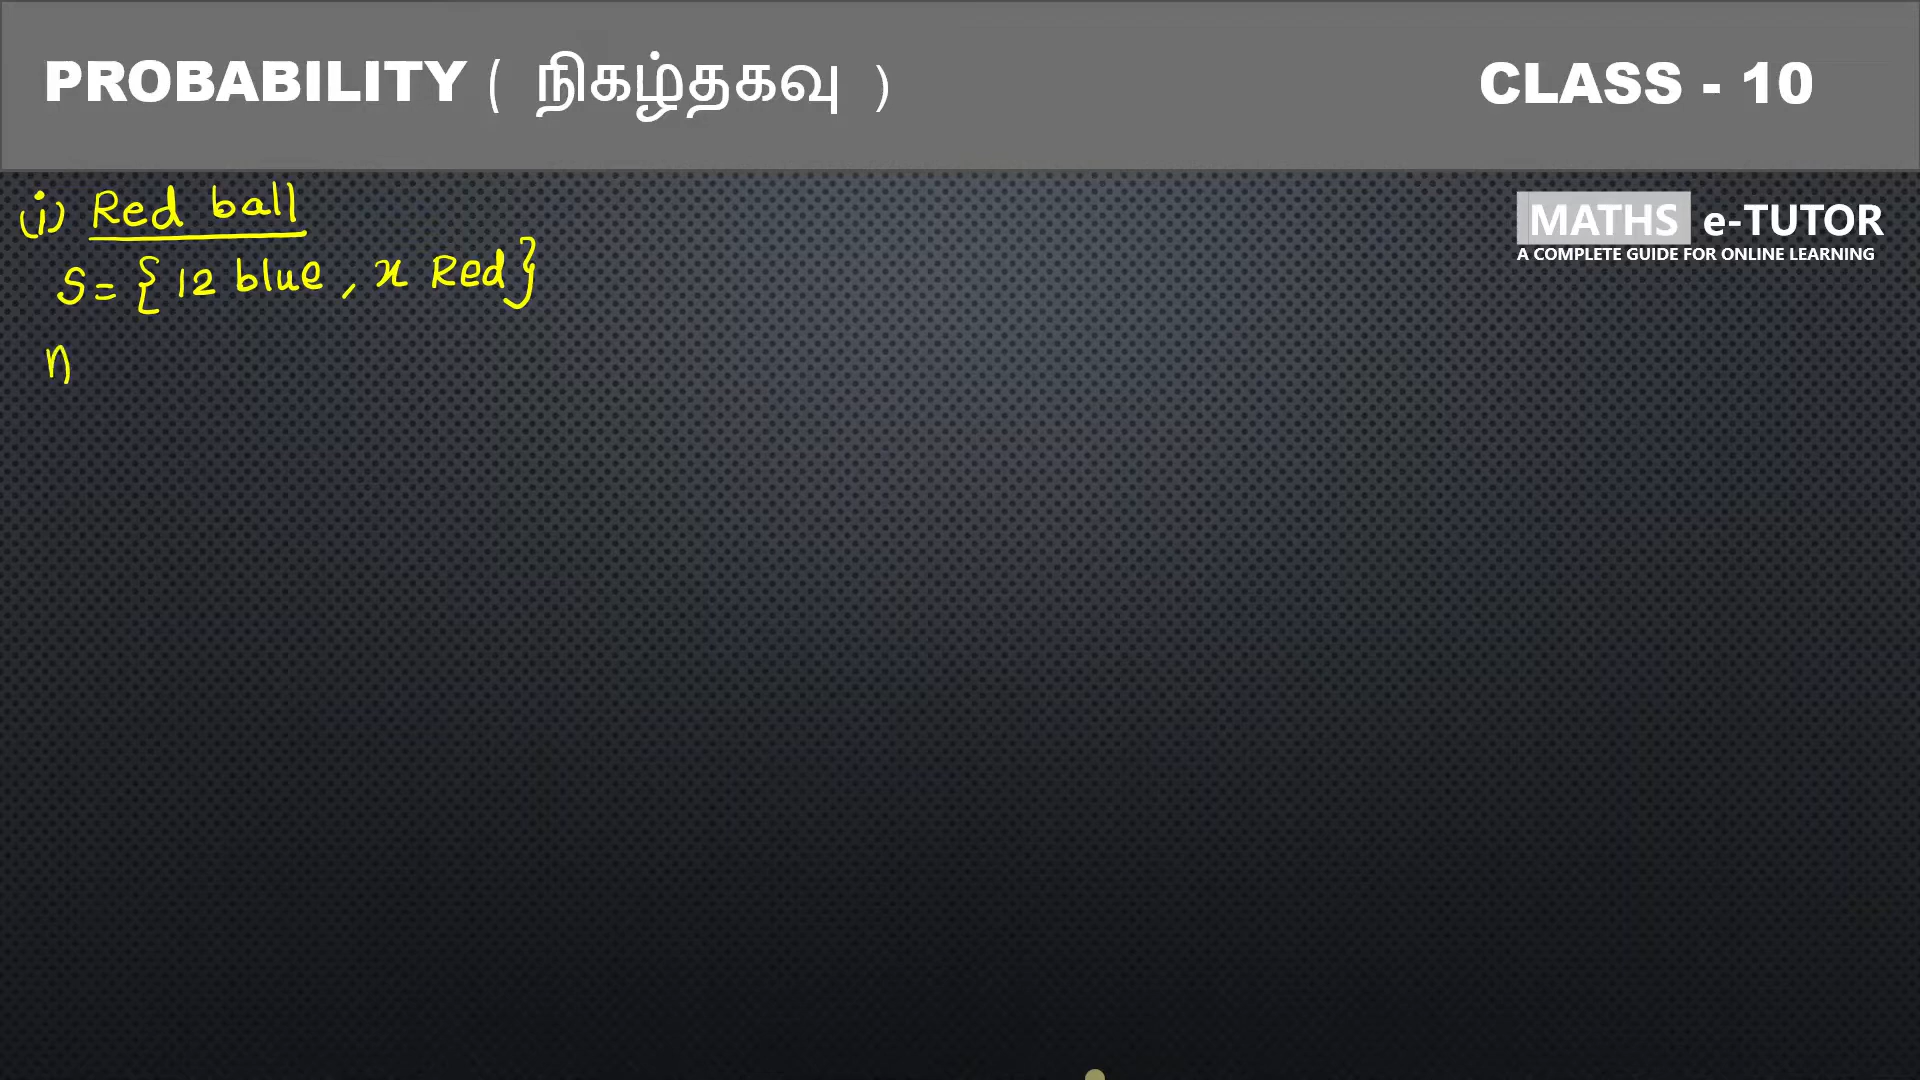 PROBABILITY ( நிகழ்தகவு )
CLASS - 10
MATHS e-TUTOR
A COMPLETE GUIDE FOR ONLINE LEARNING
(i) Red ball
S = { 12 blue , x Red }
n